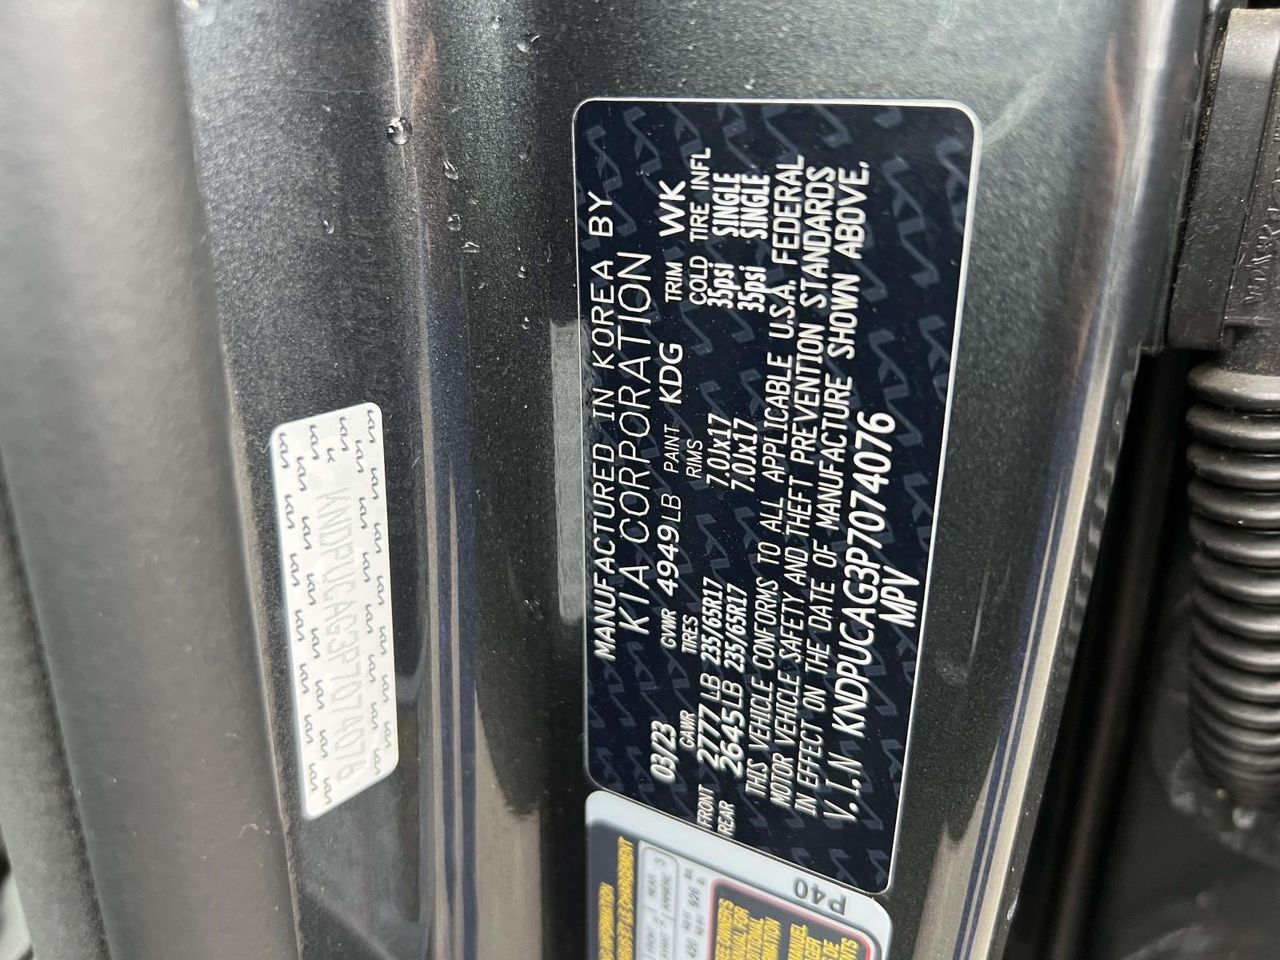 MANUFACTURED IN KOREA BY
KIA CORPORATION
03/23 GVWR 4949LB PAINT KDG TRIM WK
GAWR TIRES RIMS COLD TIRE INFL
FRONT 2777LB 235/65R17 7.0Jx17 35psi SINGLE
REAR 2645LB 235/65R17 7.0Jx17 35psi SINGLE
THIS VEHICLE CONFORMS TO ALL APPLICABLE U.S.A. FEDERAL
MOTOR VEHICLE SAFETY AND THEFT PREVENTION STANDARDS
IN EFFECT ON THE DATE OF MANUFACTURE SHOWN ABOVE.
V.I.N KNDPUCAG3P7074076
MPV
KNDPUCAG3P7074076
P40